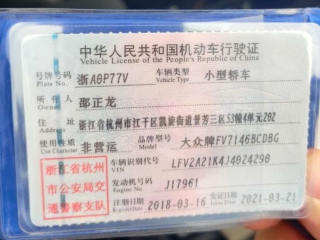 中华人民共和国机动车行驶证
Vehicle License of the People's Republic of China
号牌号码 浙A0P77V 车辆类型 小型轿车
Plate No. Vehicle Type
所有人 邵正龙
Owner
住址 浙江省杭州市江干区凯旋街道景芳三区53幢4单元202
使用性质 非营运 品牌型号 大众牌FV7146BCDBG
Use Character Model
浙江省杭州市公安局交通警察支队
车辆识别代号 LFV2A21K4J4024298
VIN
发动机号码 J17961
Engine No.
注册日期 2018-03-16 发证日期 2021-03-21